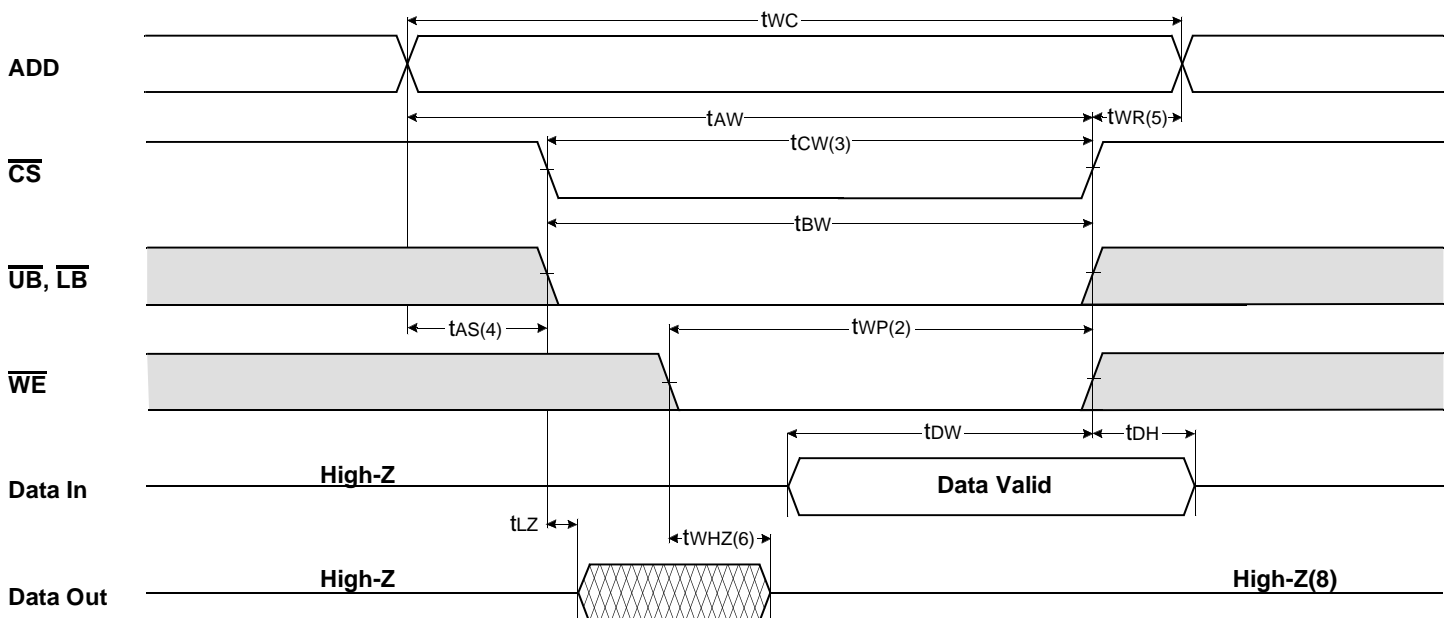 tWC
ADD
tAW
tWR(5)
tCW(3)
CS
tBW
UB, LB
tAS(4)
tWP(2)
WE
tDW
tDH
High-Z
Data In
Data Valid
tLZ
tWHZ(6)
High-Z
High-Z(8)
Data Out